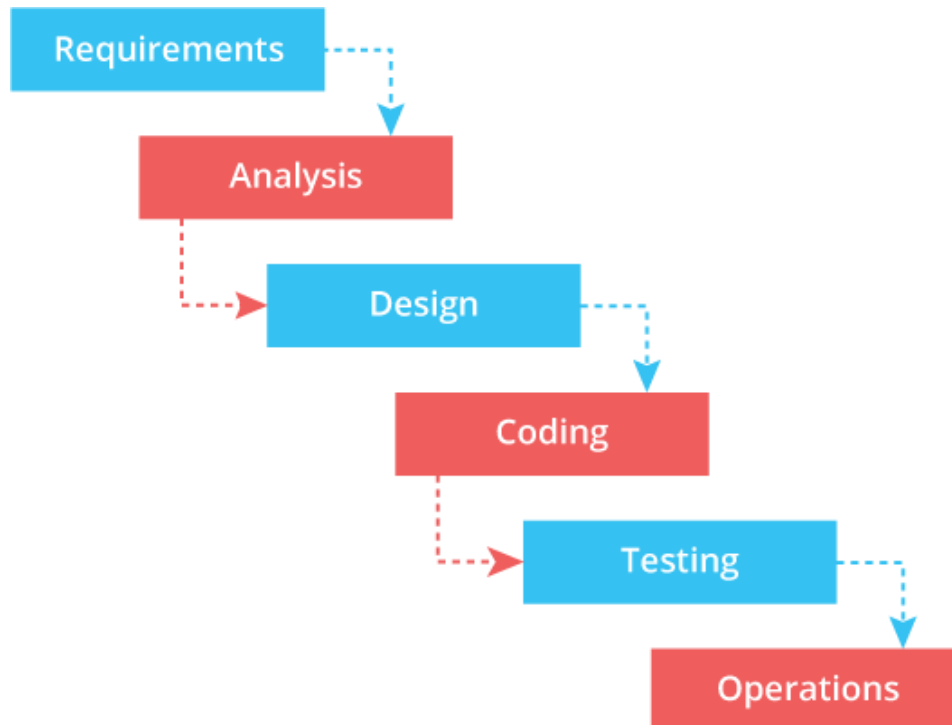 Requirements
Analysis
Design
Coding
Testing
Operations